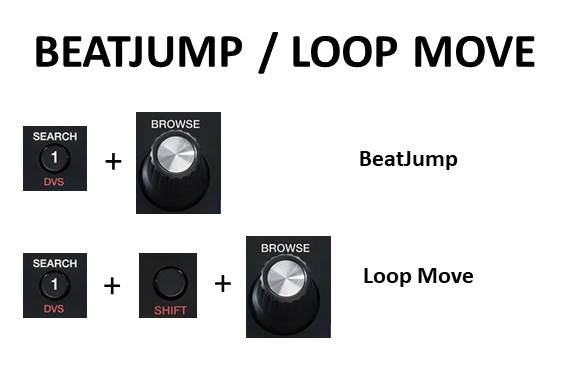 BEATJUMP / LOOP MOVE
SEARCH
1
DVS
+
BROWSE
BeatJump
SEARCH
1
DVS
+
SHIFT
+
BROWSE
Loop Move